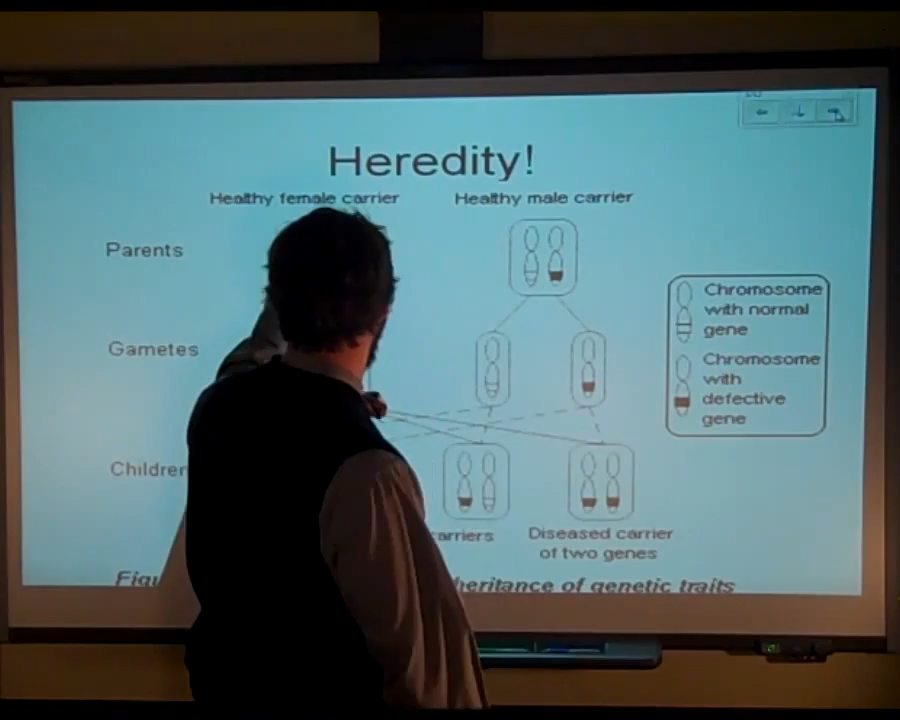 Heredity!
Healthy female carrier
Healthy male carrier
Parents
Gametes
Children
Chromosome
with normal
gene
Chromosome
with
defective
gene
carriers
Diseased carrier
of two genes
Figu
heritance of genetic traits